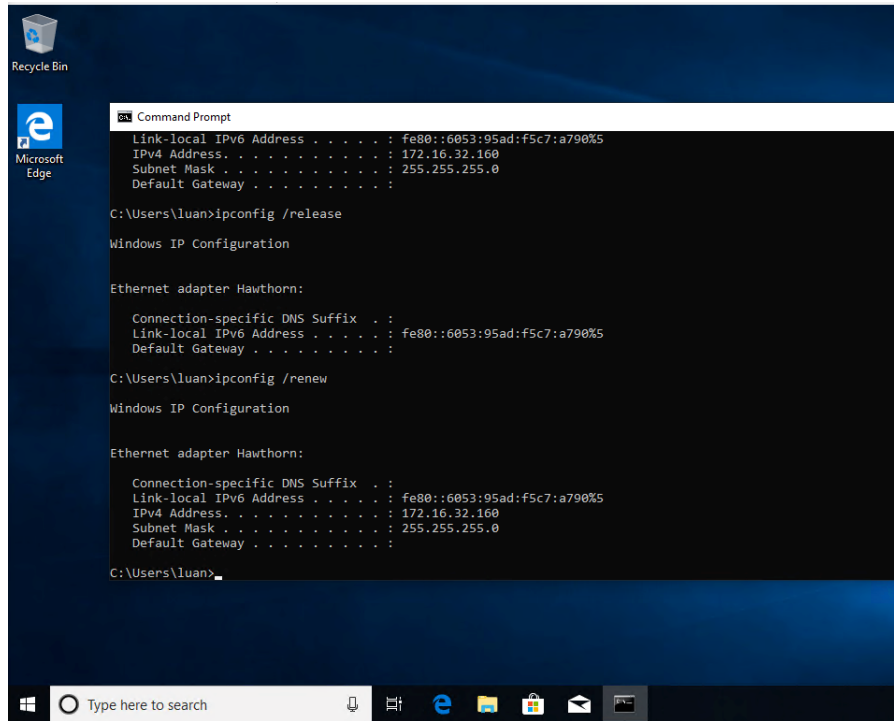 Recycle Bin
Microsoft
Edge
Command Prompt
Link-local IPv6 Address . . . . . : fe80::6053:95ad:f5c7:a790%5
IPv4 Address. . . . . . . . . . . : 172.16.32.160
Subnet Mask . . . . . . . . . . . : 255.255.255.0
Default Gateway . . . . . . . . . :
C:\Users\luan>ipconfig /release
Windows IP Configuration
Ethernet adapter Hawthorn:
Connection-specific DNS Suffix  . :
Link-local IPv6 Address . . . . . : fe80::6053:95ad:f5c7:a790%5
Default Gateway . . . . . . . . . :
C:\Users\luan>ipconfig /renew
Windows IP Configuration
Ethernet adapter Hawthorn:
Connection-specific DNS Suffix  . :
Link-local IPv6 Address . . . . . : fe80::6053:95ad:f5c7:a790%5
IPv4 Address. . . . . . . . . . . : 172.16.32.160
Subnet Mask . . . . . . . . . . . : 255.255.255.0
Default Gateway . . . . . . . . . :
C:\Users\luan>
Type here to search